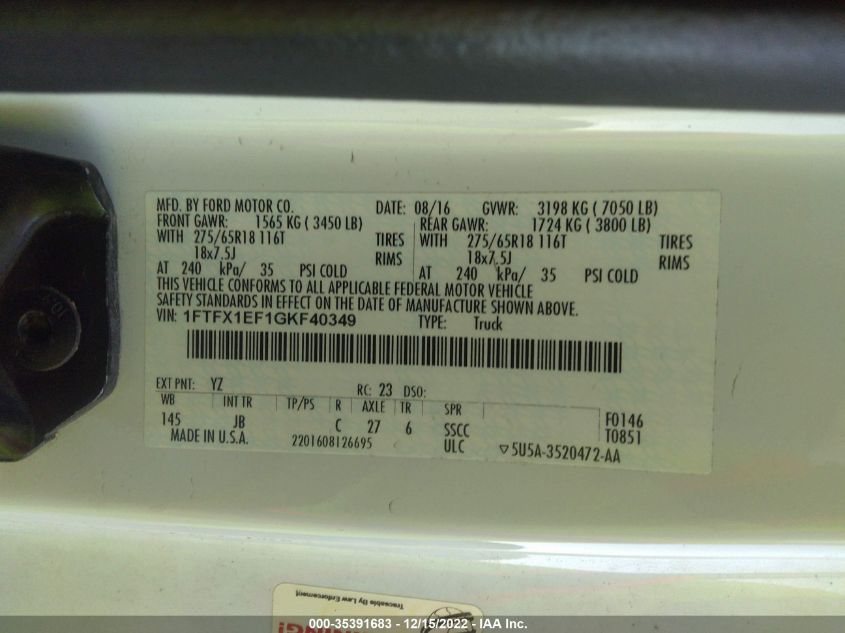 MFD. BY FORD MOTOR CO. DATE: 08/16 GVWR: 3198 KG ( 7050 LB)
FRONT GAWR: 1565 KG ( 3450 LB) REAR GAWR: 1724 KG ( 3800 LB)
WITH 275/65R18 116T TIRES WITH 275/65R18 116T TIRES
18x7.5J RIMS 18x7.5J RIMS
AT 240 kPa/ 35 PSI COLD AT 240 kPa/ 35 PSI COLD
THIS VEHICLE CONFORMS TO ALL APPLICABLE FEDERAL MOTOR VEHICLE
SAFETY STANDARDS IN EFFECT ON THE DATE OF MANUFACTURE SHOWN ABOVE.
VIN: 1FTFX1EF1GKF40349 TYPE: Truck
EXT PNT: YZ RC: 23 DSO:
WB INT TR TP/PS R AXLE TR SPR F0146
145 JB C 27 6 SSCC T0851
MADE IN U.S.A. 2201608126695 ULC ▽5U5A-3520472-AA
Traceable By Law Enforcement
000-35391683 - 12/15/2022 - IAA Inc.